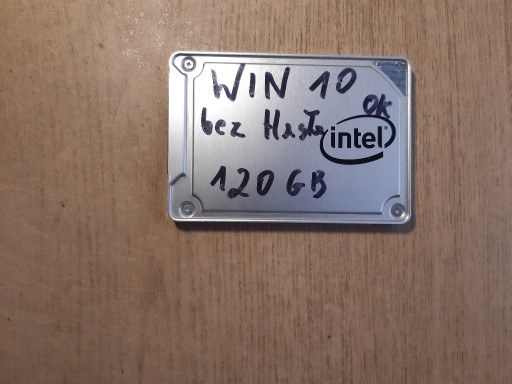 WIN 10
OK
bez Hasła
intel
120 GB